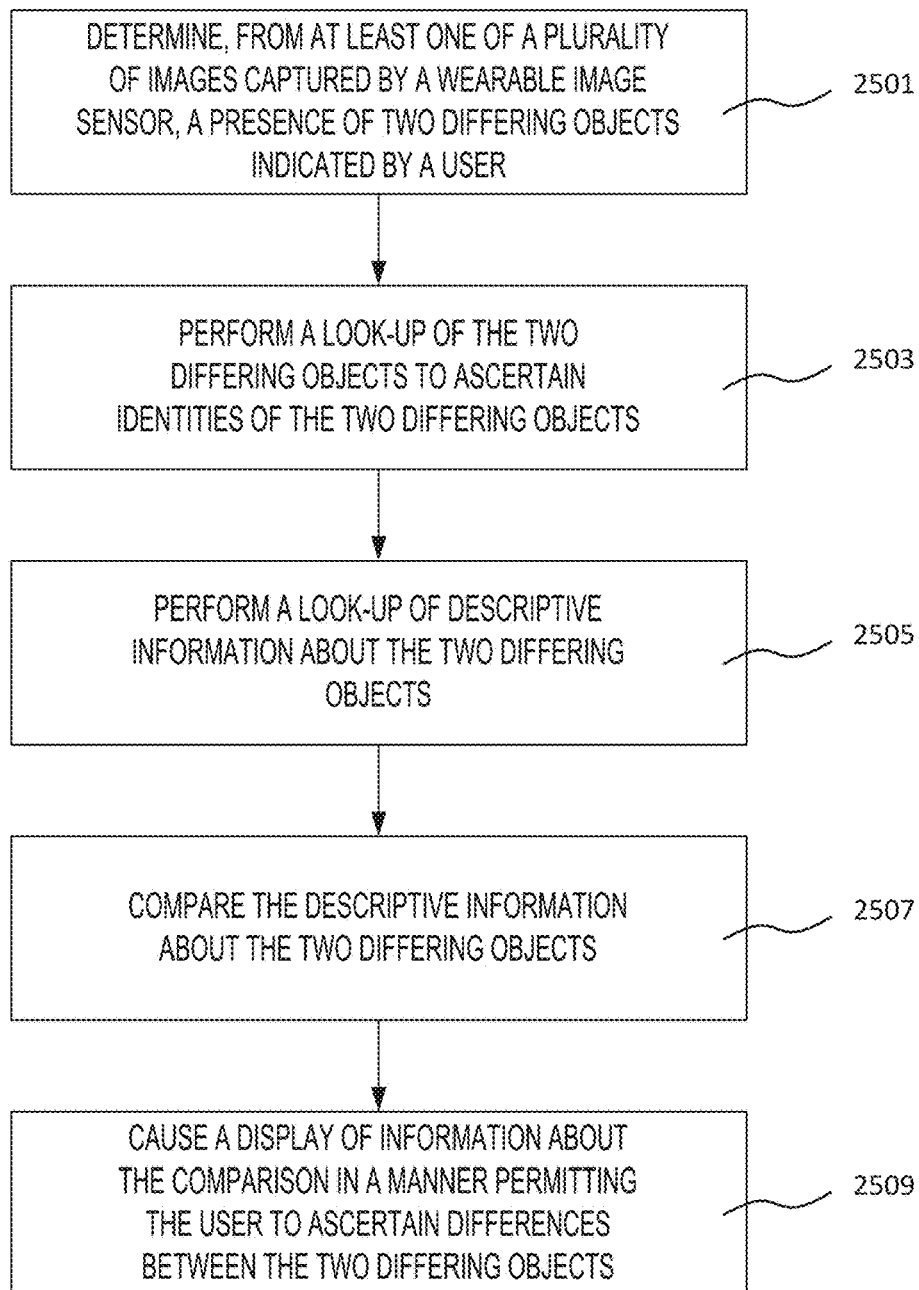 DETERMINE, FROM AT LEAST ONE OF A PLURALITY
OF IMAGES CAPTURED BY A WEARABLE IMAGE
SENSOR, A PRESENCE OF TWO DIFFERING OBJECTS
INDICATED BY A USER
2501
PERFORM A LOOK-UP OF THE TWO
DIFFERING OBJECTS TO ASCERTAIN
IDENTITIES OF THE TWO DIFFERING OBJECTS
2503
PERFORM A LOOK-UP OF DESCRIPTIVE
INFORMATION ABOUT THE TWO DIFFERING
OBJECTS
2505
COMPARE THE DESCRIPTIVE INFORMATION
ABOUT THE TWO DIFFERING OBJECTS
2507
CAUSE A DISPLAY OF INFORMATION ABOUT
THE COMPARISON IN A MANNER PERMITTING
THE USER TO ASCERTAIN DIFFERENCES
BETWEEN THE TWO DIFFERING OBJECTS
2509